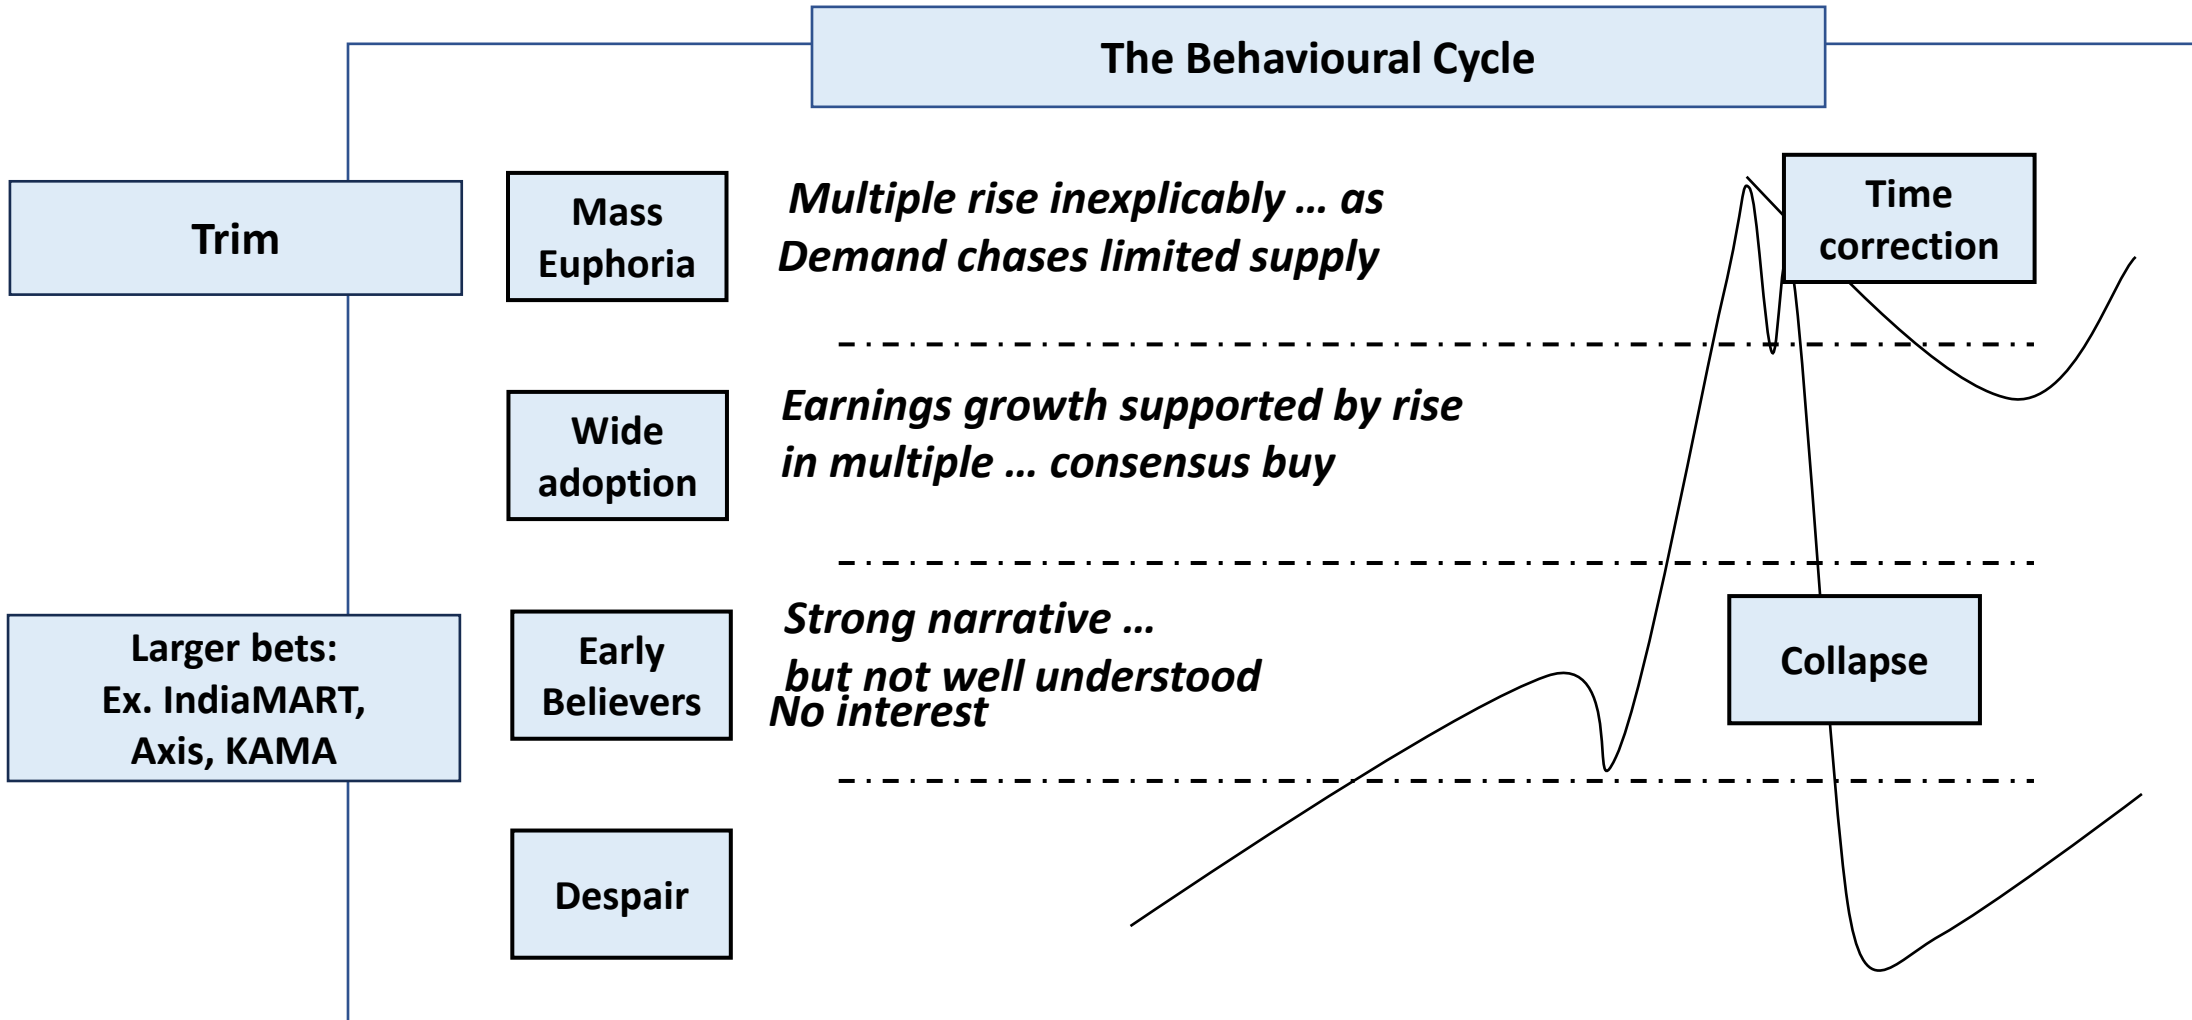 The Behavioural Cycle
Trim
Mass
Euphoria
Multiple rise inexplicably … as
Demand chases limited supply
Time
correction
Wide
adoption
Earnings growth supported by rise
in multiple … consensus buy
Larger bets:
Ex. IndiaMART,
Axis, KAMA
Early
Believers
Strong narrative …
but not well understood
No interest
Collapse
Despair